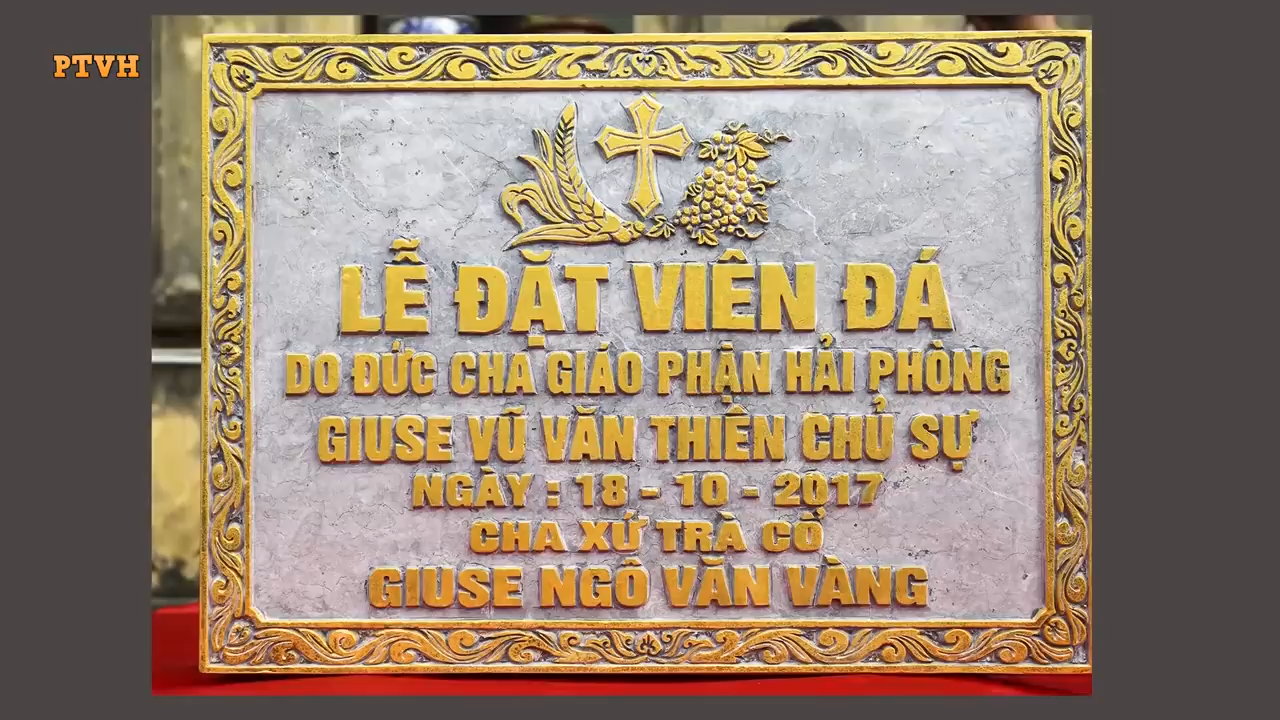 PTVH
LỄ ĐẶT VIÊN ĐÁ
DO ĐỨC CHA GIÁO PHẬN HẢI PHÒNG
GIUSE VŨ VĂN THIÊN CHỦ SỰ
NGÀY : 18 - 10 - 2017
CHA XỨ TRÀ CỔ
GIUSE NGÔ VĂN VÀNG